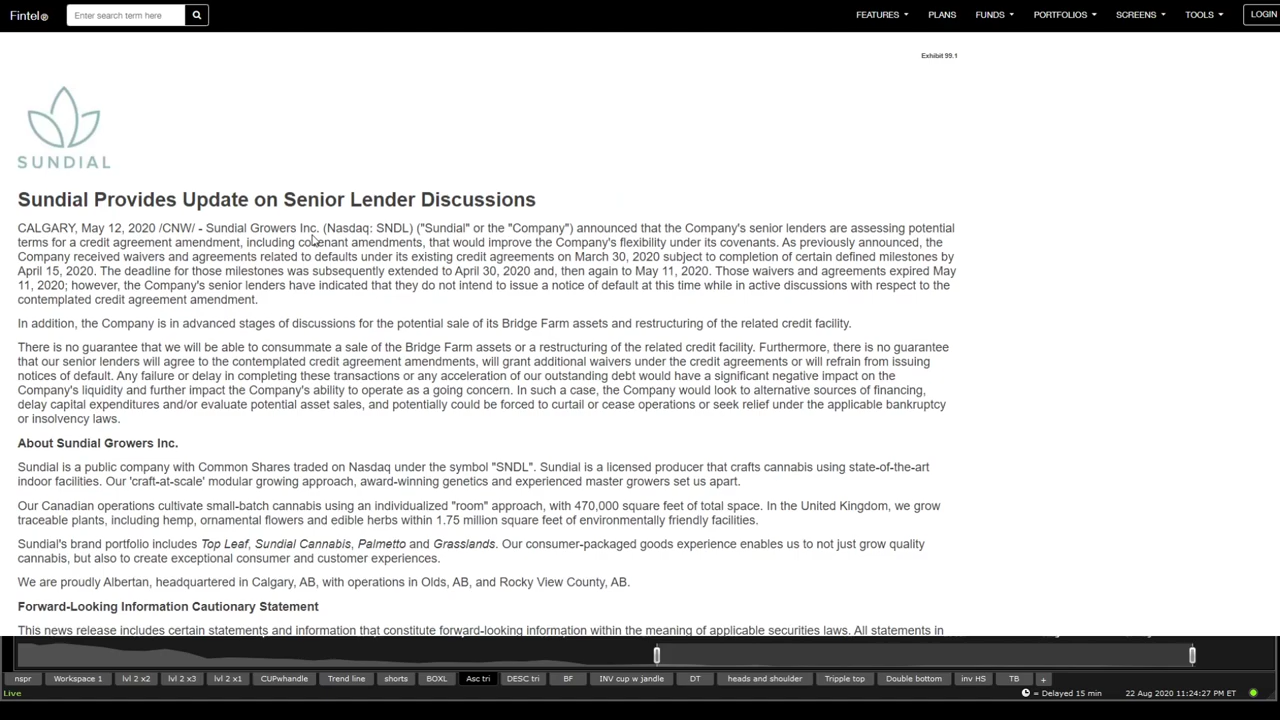 Fintel® Enter search term here FEATURES PLANS FUNDS PORTFOLIOS SCREENS TOOLS LOGIN
Exhibit 99.1
SUNDIAL
Sundial Provides Update on Senior Lender Discussions
CALGARY, May 12, 2020 /CNW/ - Sundial Growers Inc. (Nasdaq: SNDL) ("Sundial" or the "Company") announced that the Company's senior lenders are assessing potential
terms for a credit agreement amendment, including covenant amendments, that would improve the Company's flexibility under its covenants. As previously announced, the
Company received waivers and agreements related to defaults under its existing credit agreements on March 30, 2020 subject to completion of certain defined milestones by
April 15, 2020. The deadline for those milestones was subsequently extended to April 30, 2020 and, then again to May 11, 2020. Those waivers and agreements expired May
11, 2020; however, the Company's senior lenders have indicated that they do not intend to issue a notice of default at this time while in active discussions with respect to the
contemplated credit agreement amendment.
In addition, the Company is in advanced stages of discussions for the potential sale of its Bridge Farm assets and restructuring of the related credit facility.
There is no guarantee that we will be able to consummate a sale of the Bridge Farm assets or a restructuring of the related credit facility. Furthermore, there is no guarantee
that our senior lenders will agree to the contemplated credit agreement amendments, will grant additional waivers under the credit agreements or will refrain from issuing
notices of default. Any failure or delay in completing these transactions or any acceleration of our outstanding debt would have a significant negative impact on the
Company's liquidity and further impact the Company's ability to operate as a going concern. In such a case, the Company would look to alternative sources of financing,
delay capital expenditures and/or evaluate potential asset sales, and potentially could be forced to curtail or cease operations or seek relief under the applicable bankruptcy
or insolvency laws.
About Sundial Growers Inc.
Sundial is a public company with Common Shares traded on Nasdaq under the symbol "SNDL". Sundial is a licensed producer that crafts cannabis using state-of-the-art
indoor facilities. Our 'craft-at-scale' modular growing approach, award-winning genetics and experienced master growers set us apart.
Our Canadian operations cultivate small-batch cannabis using an individualized "room" approach, with 470,000 square feet of total space. In the United Kingdom, we grow
traceable plants, including hemp, ornamental flowers and edible herbs within 1.75 million square feet of environmentally friendly facilities.
Sundial's brand portfolio includes Top Leaf, Sundial Cannabis, Palmetto and Grasslands. Our consumer-packaged goods experience enables us to not just grow quality
cannabis, but also to create exceptional consumer and customer experiences.
We are proudly Albertan, headquartered in Calgary, AB, with operations in Olds, AB, and Rocky View County, AB.
Forward-Looking Information Cautionary Statement
This news release includes certain statements and information that constitute forward-looking information within the meaning of applicable securities laws. All statements in
nspr Workspace 1 lvl 2 x2 lvl 2 x3 lvl 2 x1 CUPwhandle Trend line shorts BOXL Asc tri DESC tri BF INV cup w jandle DT heads and shoulder Tripple top Double bottom inv HS TB +
Live = Delayed 15 min 22 Aug 2020 11:24:27 PM ET